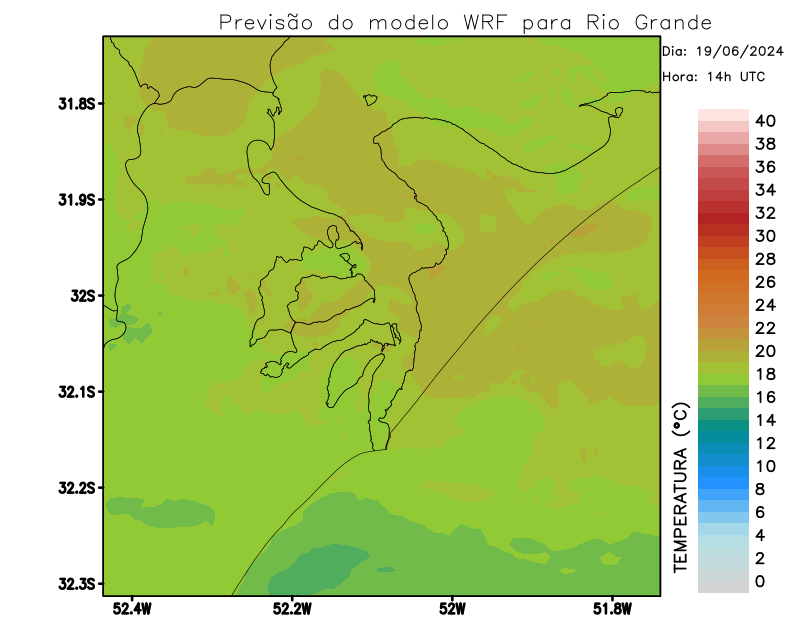 Previsão do modelo WRF para Rio Grande
Dia: 19/06/2024
Hora: 14h UTC
31.8S
31.9S
32S
32.1S
32.2S
32.3S
52.4W
52.2W
52W
51.8W
TEMPERATURA (°C)
40
38
36
34
32
30
28
26
24
22
20
18
16
14
12
10
8
6
4
2
0